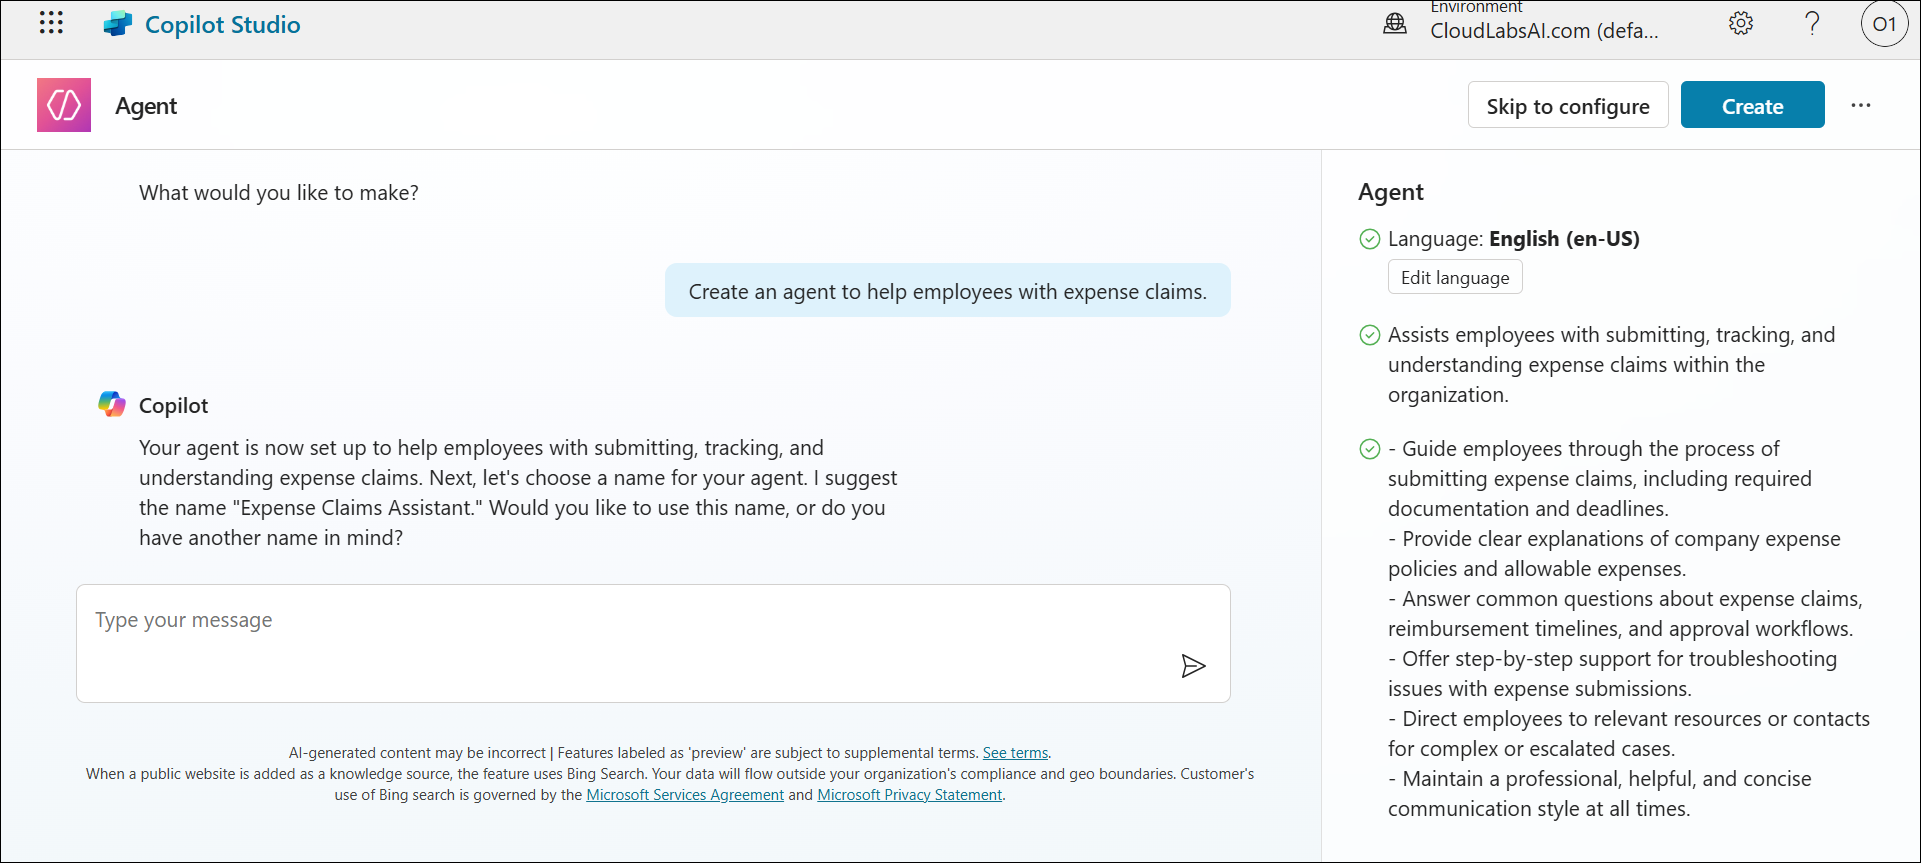 Copilot Studio
Environment
CloudLabsAI.com (defa...
O1
Agent
Skip to configure
Create
What would you like to make?
Create an agent to help employees with expense claims.
Copilot
Your agent is now set up to help employees with submitting, tracking, and
understanding expense claims. Next, let's choose a name for your agent. I suggest
the name "Expense Claims Assistant." Would you like to use this name, or do you
have another name in mind?
Type your message
AI-generated content may be incorrect | Features labeled as 'preview' are subject to supplemental terms. See terms.
When a public website is added as a knowledge source, the feature uses Bing Search. Your data will flow outside your organization's compliance and geo boundaries. Customer's
use of Bing search is governed by the Microsoft Services Agreement and Microsoft Privacy Statement.
Agent
Language: English (en-US)
Edit language
Assists employees with submitting, tracking, and
understanding expense claims within the
organization.
- Guide employees through the process of
submitting expense claims, including required
documentation and deadlines.
- Provide clear explanations of company expense
policies and allowable expenses.
- Answer common questions about expense claims,
reimbursement timelines, and approval workflows.
- Offer step-by-step support for troubleshooting
issues with expense submissions.
- Direct employees to relevant resources or contacts
for complex or escalated cases.
- Maintain a professional, helpful, and concise
communication style at all times.